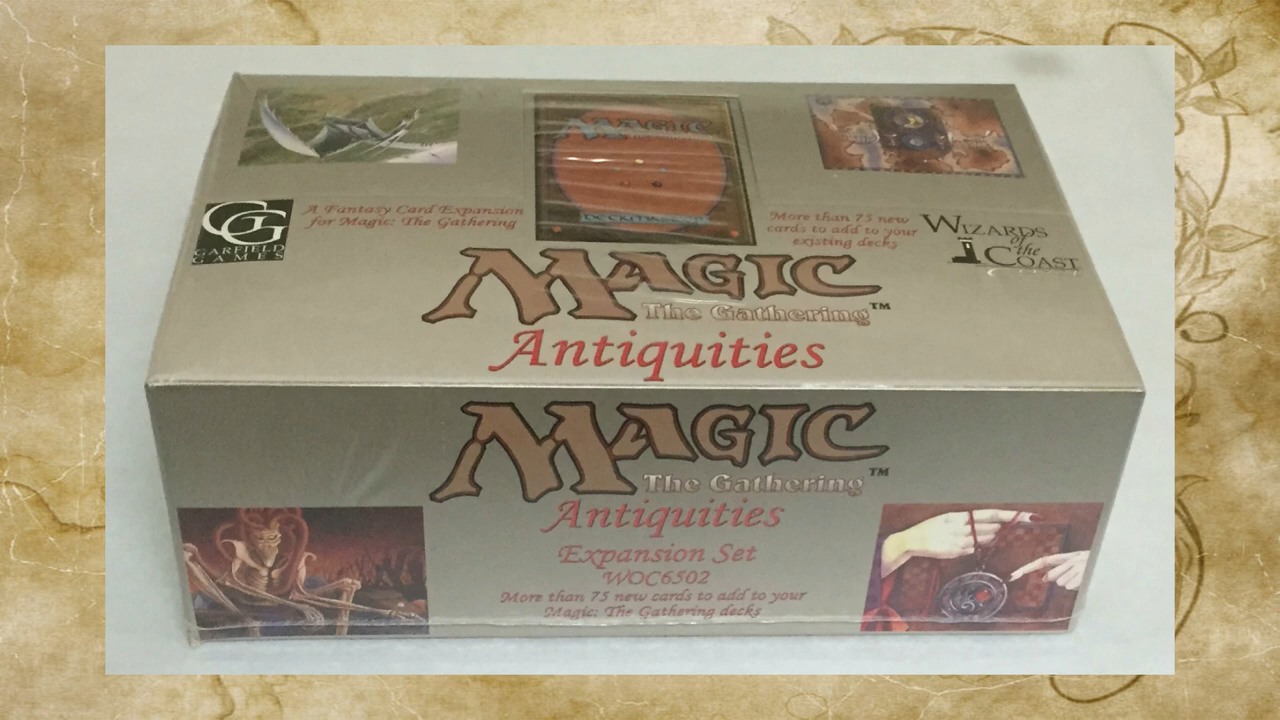 MAGIC
DECKMASTER
GG
GARFIELD
GAMES
A Fantasy Card Expansion
for Magic: The Gathering
More than 75 new
cards to add to your
existing decks
WIZARDS
of the
COAST
MAGIC
The Gathering™
Antiquities
MAGIC
The Gathering™
Antiquities
Expansion Set
WOC6502
More than 75 new cards to add to your
Magic: The Gathering decks